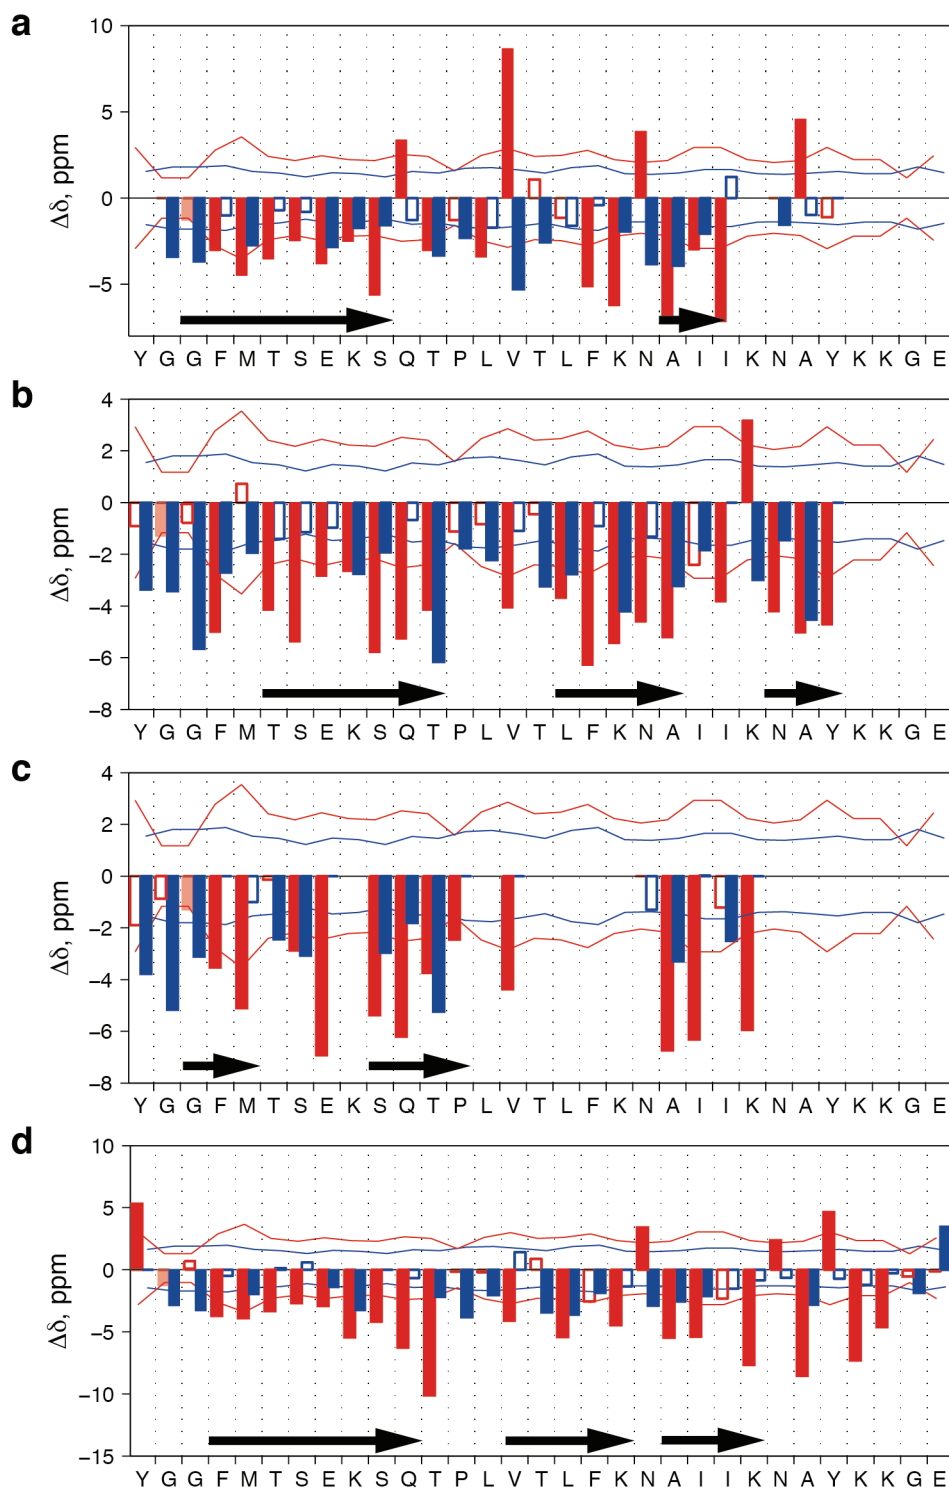 a
10
5
0
−5
Δδ, ppm
Y G G F M T S E K S Q T P L V T L F K N A I I K N A Y K K G E
b
4
2
0
−2
−4
−6
−8
Δδ, ppm
Y G G F M T S E K S Q T P L V T L F K N A I I K N A Y K K G E
c
4
2
0
−2
−4
−6
−8
Δδ, ppm
Y G G F M T S E K S Q T P L V T L F K N A I I K N A Y K K G E
d
10
5
0
−5
−10
−15
Δδ, ppm
Y G G F M T S E K S Q T P L V T L F K N A I I K N A Y K K G E